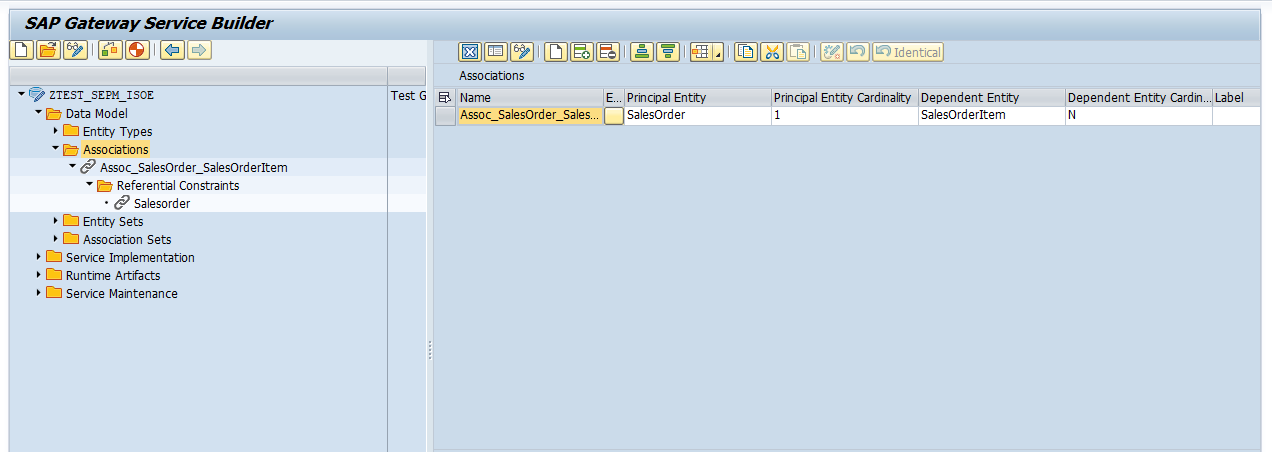 SAP Gateway Service Builder
Identical
Associations
ZTEST_SEPM_ISOE Test G
Data Model
Entity Types
Associations
Assoc_SalesOrder_SalesOrderItem
Referential Constraints
Salesorder
Entity Sets
Association Sets
Service Implementation
Runtime Artifacts
Service Maintenance
Name E... Principal Entity Principal Entity Cardinality Dependent Entity Dependent Entity Cardin... Label
Assoc_SalesOrder_Sales... SalesOrder 1 SalesOrderItem N